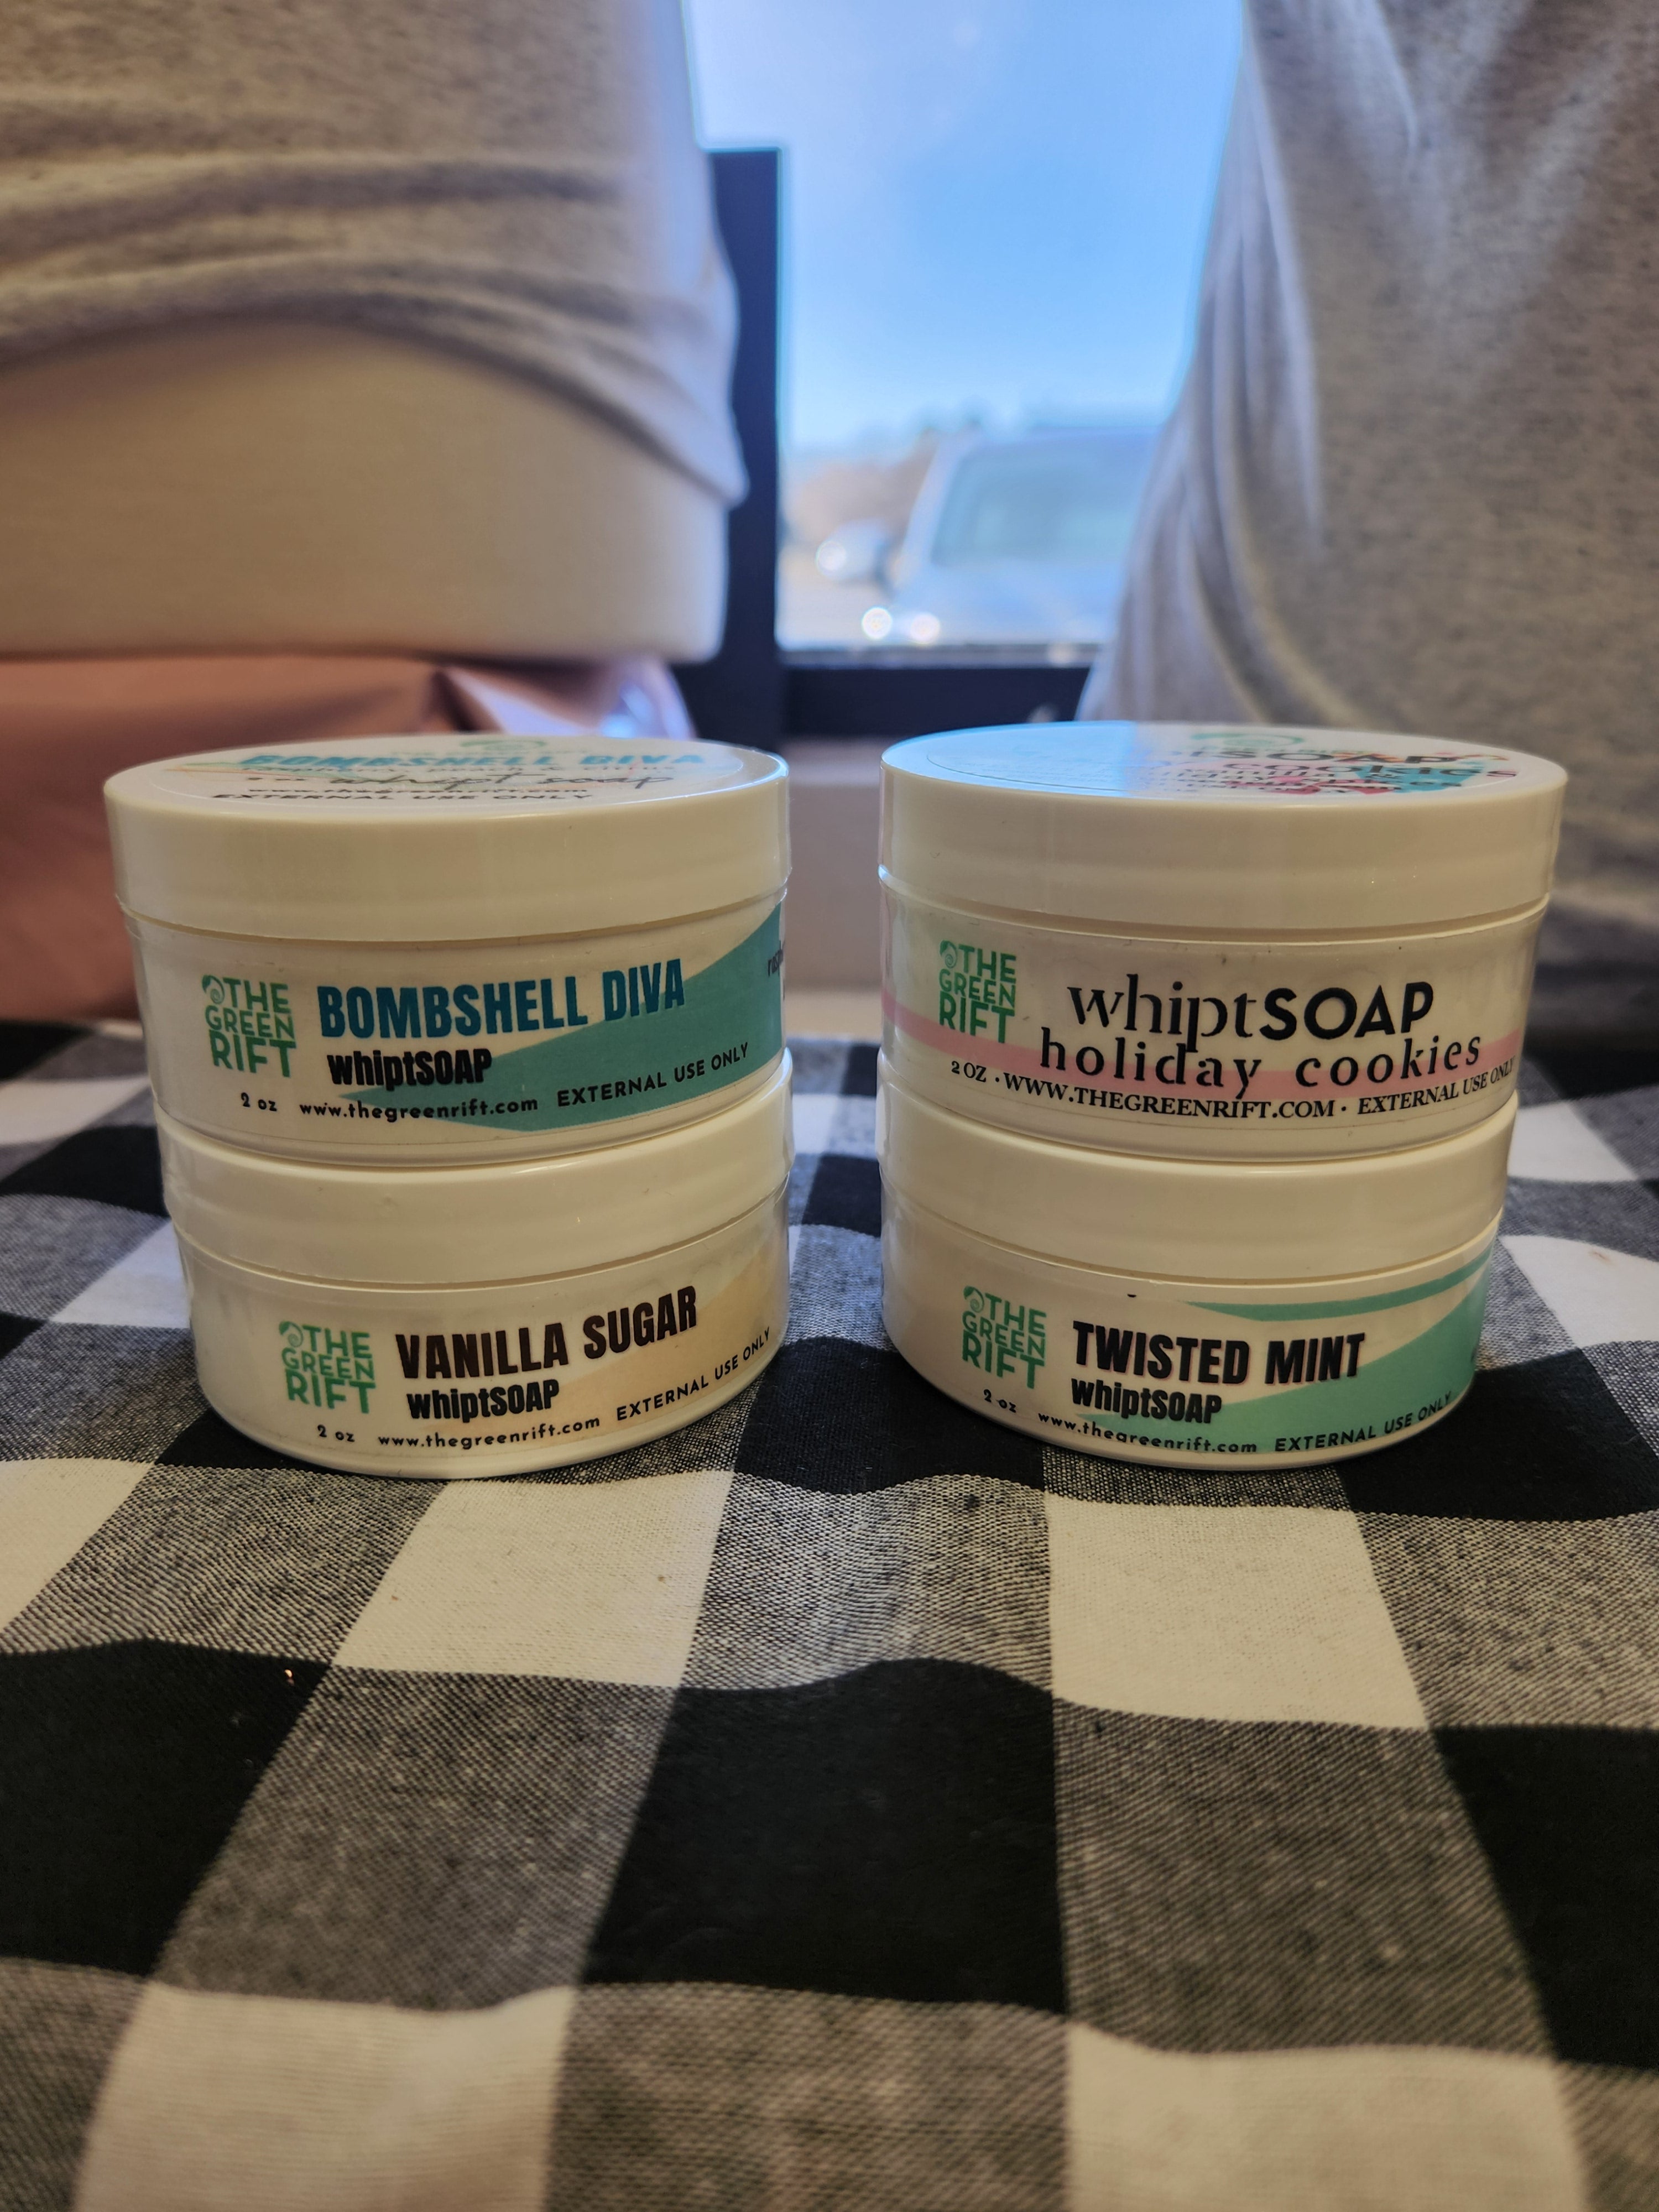 BOMBSHELL DIVA
whipt soap
EXTERNAL USE ONLY
THE
GREEN
RIFT
BOMBSHELL DIVA
whiptSOAP
2 oz www.thegreenrift.com EXTERNAL USE ONLY
THE
GREEN
RIFT
VANILLA SUGAR
whiptSOAP
2 oz www.thegreenrift.com EXTERNAL USE ONLY
THE
GREEN
RIFT
whiptSOAP
holiday cookies
2 OZ · WWW.THEGREENRIFT.COM · EXTERNAL USE ONLY
THE
GREEN
RIFT
TWISTED MINT
whiptSOAP
2 oz www.thegreenrift.com EXTERNAL USE ONLY